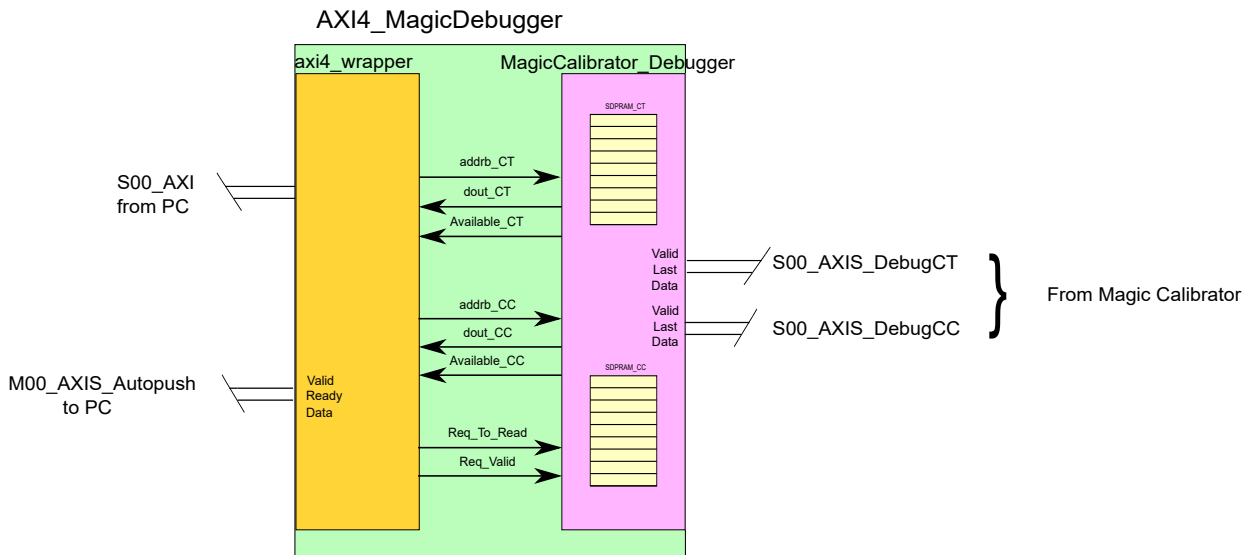 AXI4_MagicDebugger
axi4_wrapper
MagicCalibrator_Debugger
SDPRAM_CT
addrb_CT
S00_AXI
from PC
dout_CT
Available_CT
Valid
Last
Data
S00_AXIS_DebugCT
From Magic Calibrator
}
Valid
Last
Data
S00_AXIS_DebugCC
addrb_CC
dout_CC
Available_CC
SDPRAM_CC
M00_AXIS_Autopush
to PC
Valid
Ready
Data
Req_To_Read
Req_Valid